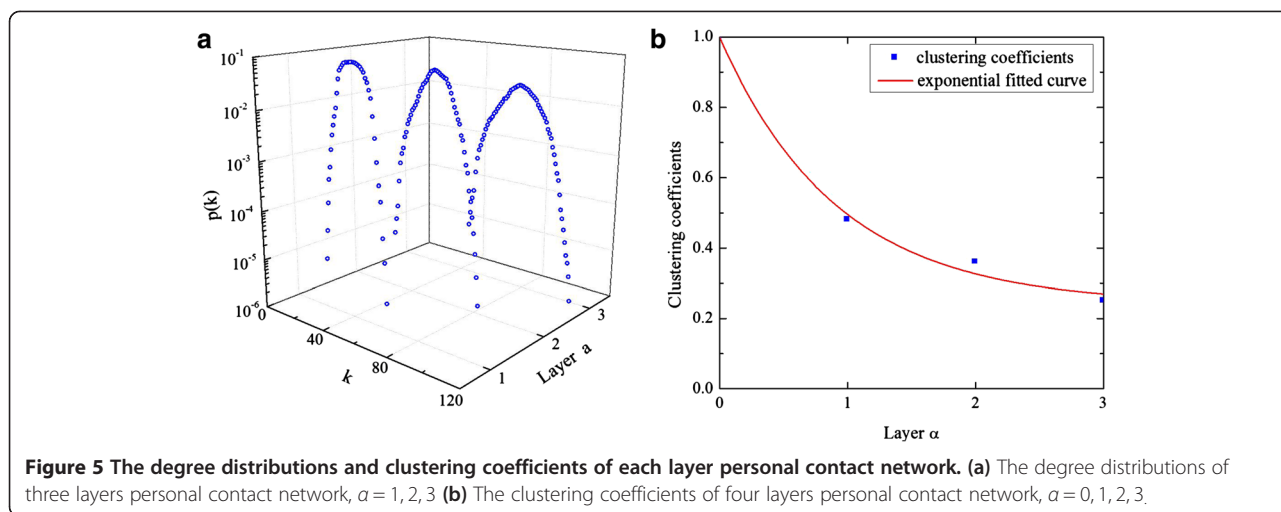 a
10⁻¹
10⁻²
10⁻³
10⁻⁴
10⁻⁵
10⁻⁶
p(k)
0
40
80
120
k
1
2
3
Layer a
b
1.0
0.8
0.6
0.4
0.2
0.0
Clustering coefficients
clustering coefficients
exponential fitted curve
0
1
2
3
Layer α
Figure 5 The degree distributions and clustering coefficients of each layer personal contact network. (a) The degree distributions of
three layers personal contact network, α = 1, 2, 3 (b) The clustering coefficients of four layers personal contact network, α = 0, 1, 2, 3.